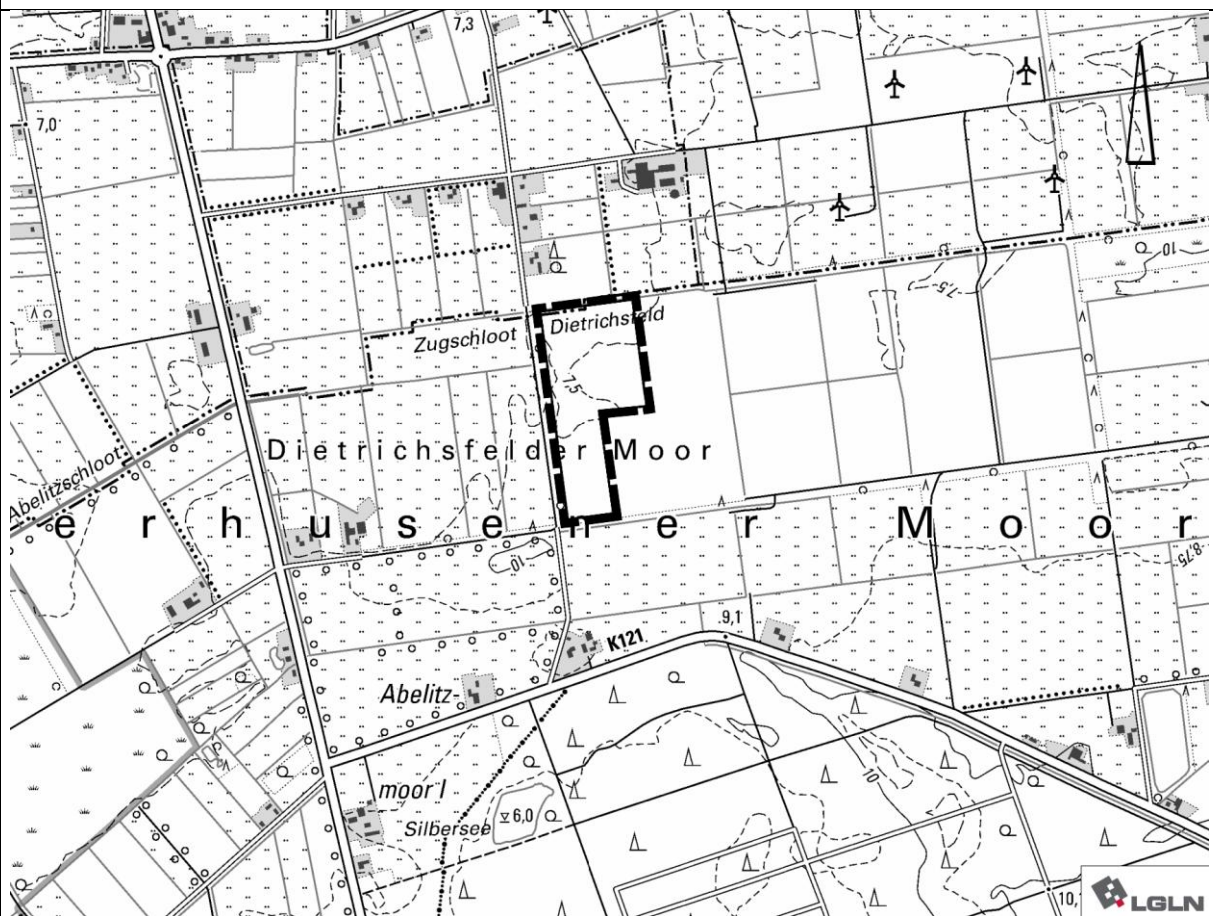 7,3
7,0
10
7,5
Dietrichsfeld
Zugschloot
7,5
Dietrichsfelder Moor
Abelitzschloot
erhusener Moor
10
8,75
9,1
K121
Abelitz-
moor I
10
Silbersee
6,0
10,
LGLN